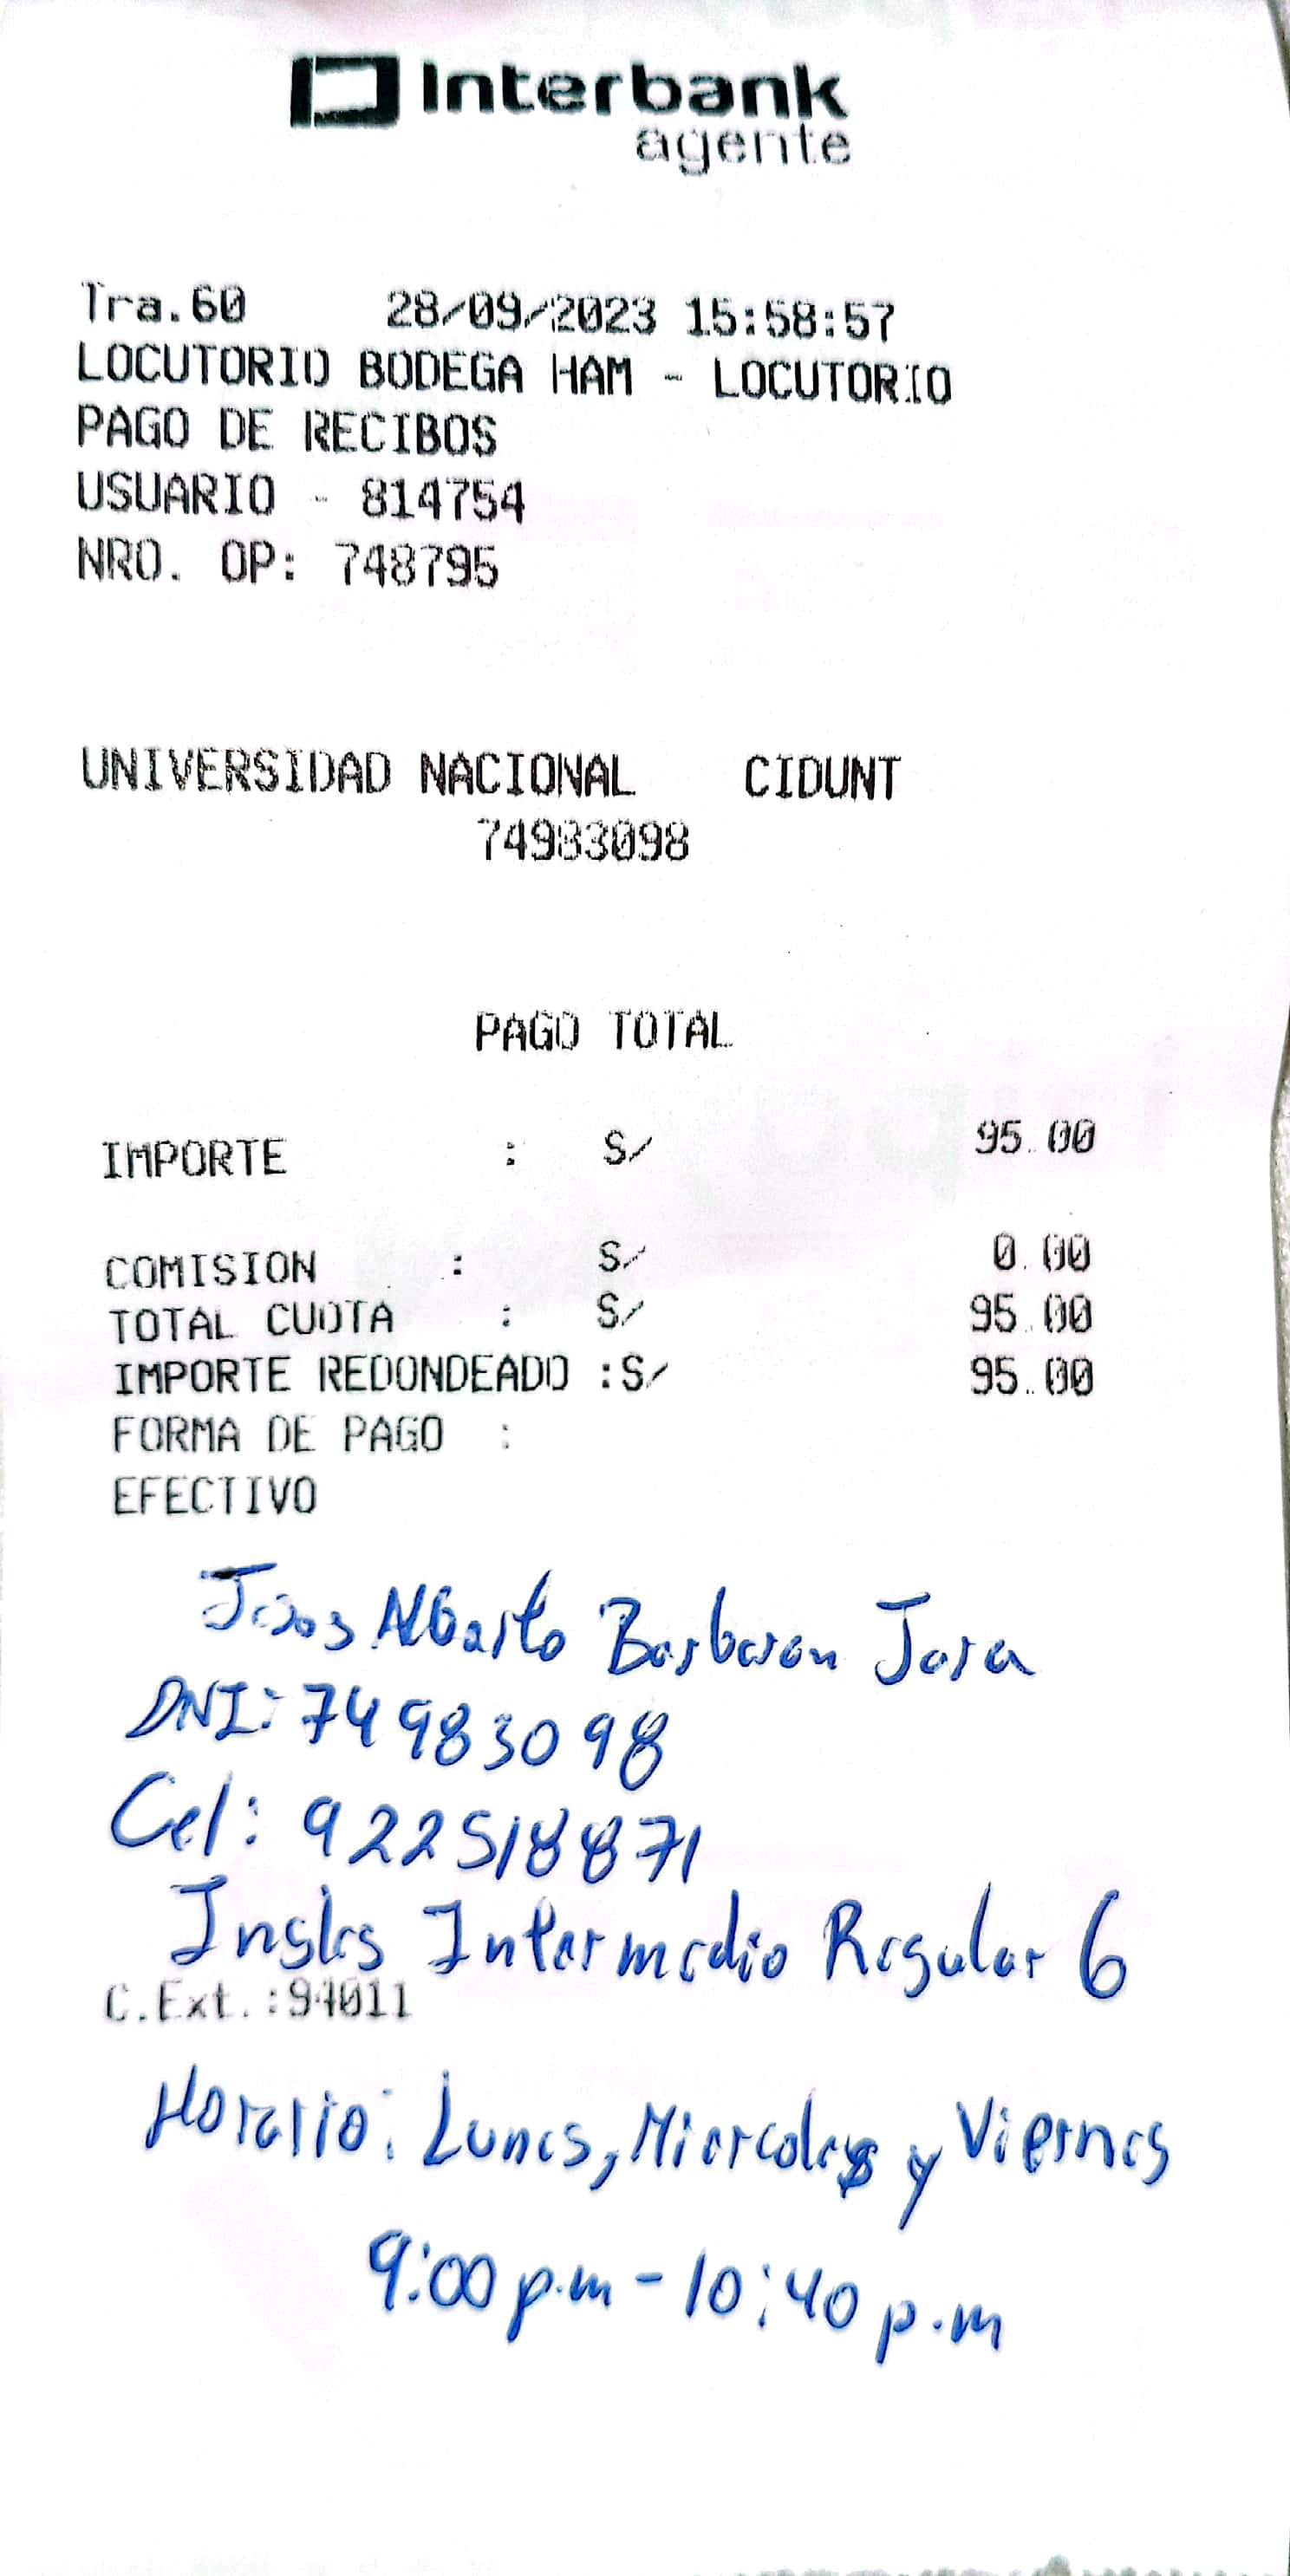 Interbank
agente
Tra.60 28/09/2023 15:58:57
LOCUTORIO BODEGA HAM - LOCUTORIO
PAGO DE RECIBOS
USUARIO - 814754
NRO. OP: 748795
UNIVERSIDAD NACIONAL CIDUNT
74983098
PAGO TOTAL
IMPORTE : S/ 95.00
COMISION : S/ 0.00
TOTAL CUOTA : S/ 95.00
IMPORTE REDONDEADO :S/ 95.00
FORMA DE PAGO :
EFECTIVO
Jesus Alberto Barbaran Jara
DNI: 74983098
Cel: 922518871
Ingles Intermedio Regular 6
C.Ext.:94011
Horario: Lunes, Miercoles y Viernes
9:00 p.m - 10:40 p.m